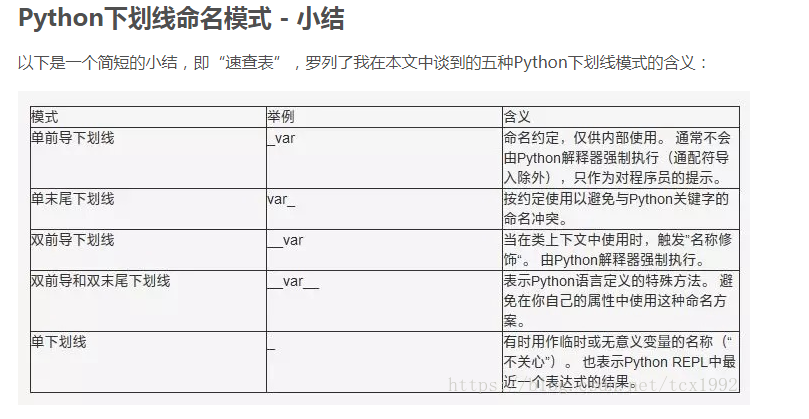 Python下划线命名模式 - 小结
以下是一个简短的小结，即“速查表”，罗列了我在本文中谈到的五种Python下划线模式的含义：
模式 举例 含义
单前导下划线 _var 命名约定，仅供内部使用。 通常不会
由Python解释器强制执行（通配符导
入除外），只作为对程序员的提示。
单末尾下划线 var_ 按约定使用以避免与Python关键字的
命名冲突。
双前导下划线 __var 当在类上下文中使用时，触发”名称修
饰“。 由Python解释器强制执行。
双前导和双末尾下划线 __var__ 表示Python语言定义的特殊方法。 避
免在你自己的属性中使用这种命名方
案。
单下划线 _ 有时用作临时或无意义变量的名称（“
不关心”）。 也表示Python REPL中最
近一个表达式的结果。
https://blog.csdn.net/tcx1992